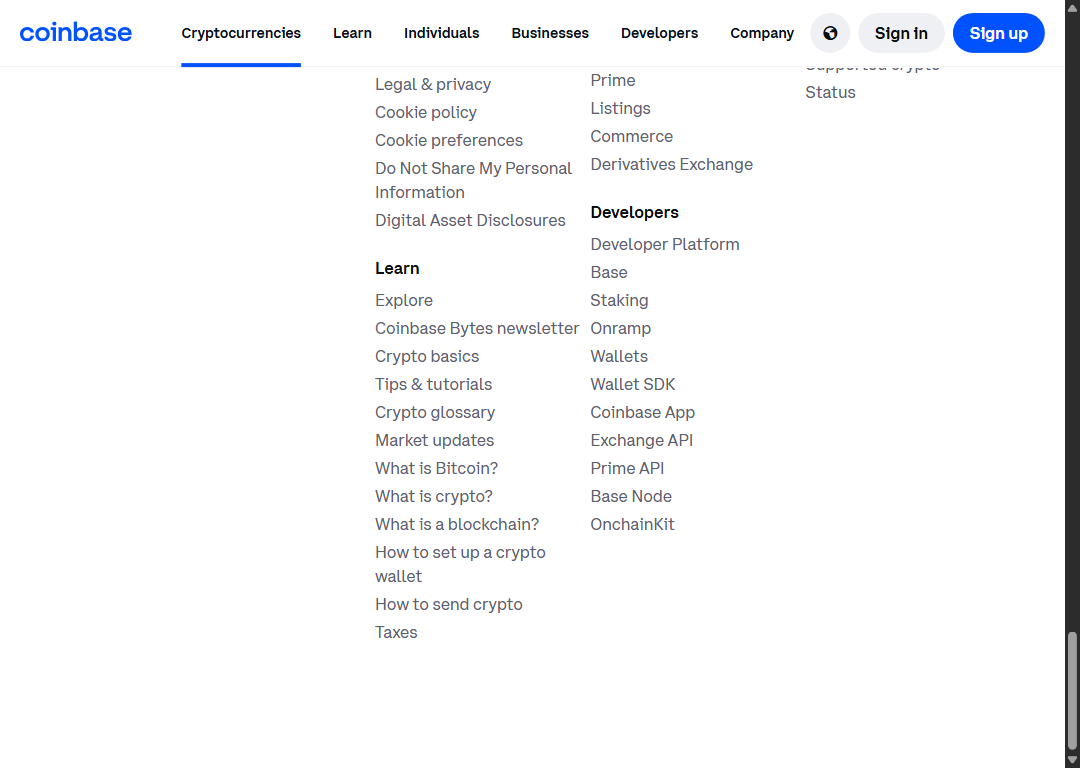 coinbase
Cryptocurrencies
Learn
Individuals
Businesses
Developers
Company
Sign in
Sign up
Legal & privacy
Cookie policy
Cookie preferences
Do Not Share My Personal
Information
Digital Asset Disclosures
Learn
Explore
Coinbase Bytes newsletter
Crypto basics
Tips & tutorials
Crypto glossary
Market updates
What is Bitcoin?
What is crypto?
What is a blockchain?
How to set up a crypto
wallet
How to send crypto
Taxes
Prime
Listings
Commerce
Derivatives Exchange
Developers
Developer Platform
Base
Staking
Onramp
Wallets
Wallet SDK
Coinbase App
Exchange API
Prime API
Base Node
OnchainKit
Supported crypto
Status